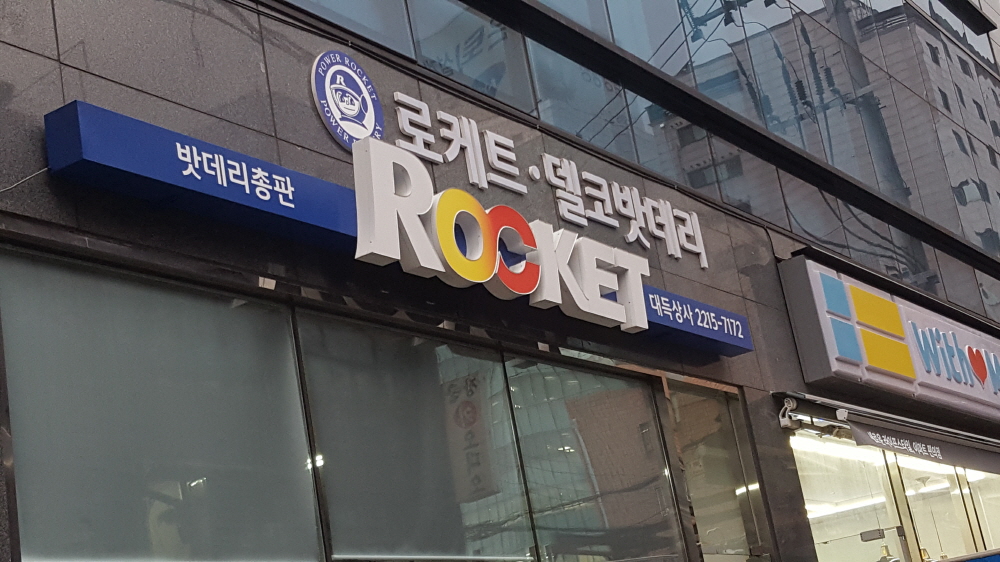 POWER ROCKET
로케트·델코밧데리
밧데리총판
ROCKET
대득상사 2215-7172
With